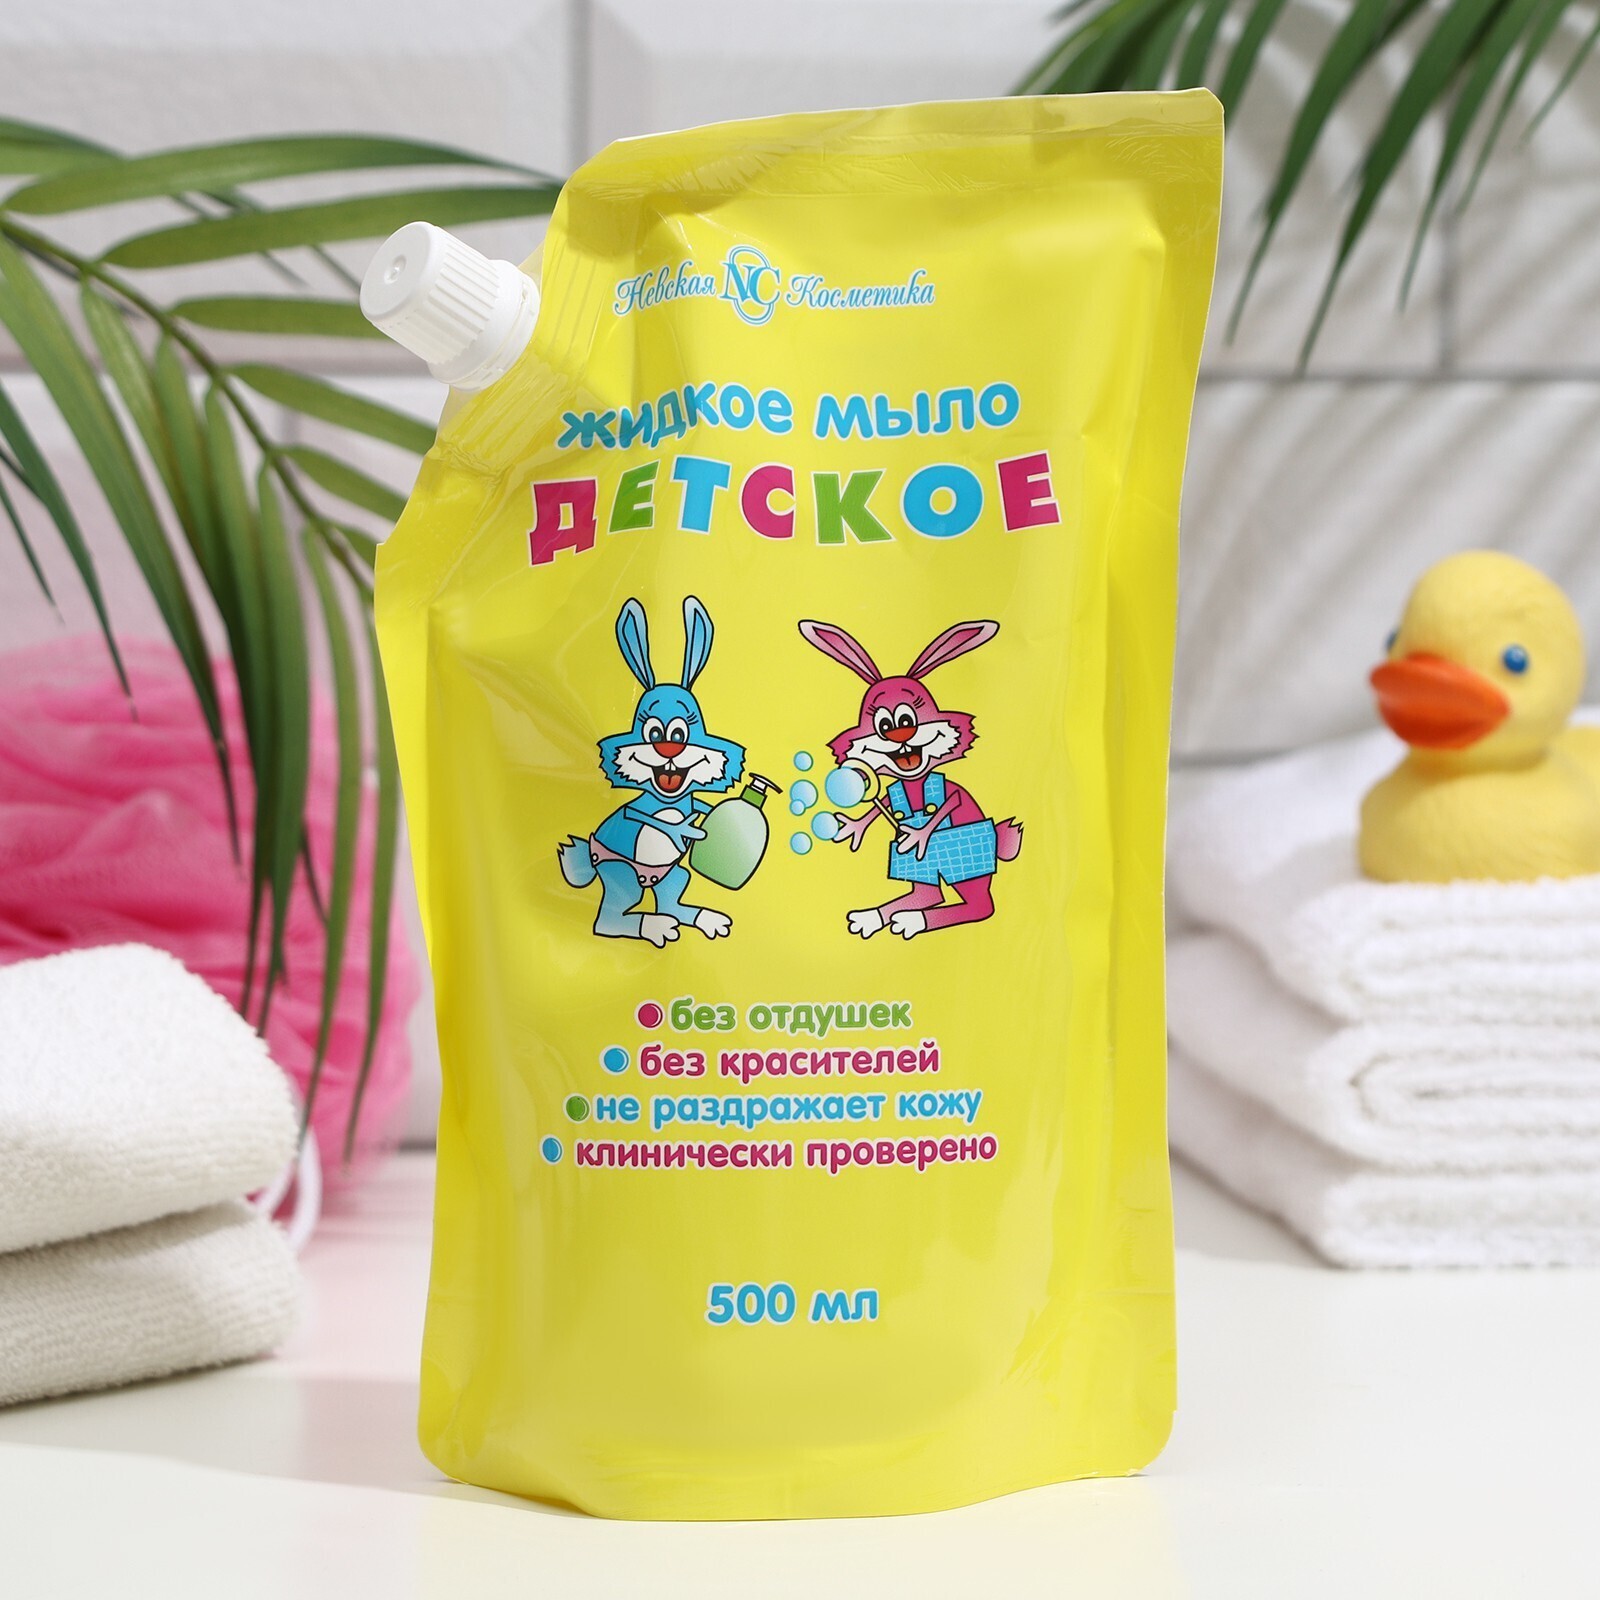 Невская NC Косметика
жидкое мыло
ДЕТСКОЕ
без отдушек
без красителей
не раздражает кожу
клинически проверено
500 мл